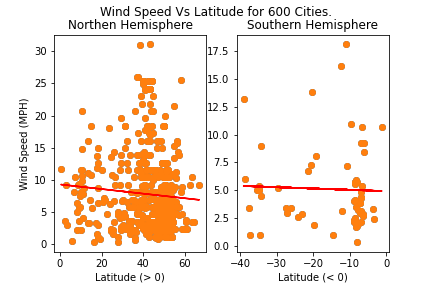 Wind Speed Vs Latitude for 600 Cities.
Northen Hemisphere
Southern Hemisphere
Wind Speed (MPH)
30
25
20
15
10
5
0
0 20 40 60
Latitude (> 0)
17.5
15.0
12.5
10.0
7.5
5.0
2.5
0.0
−40 −30 −20 −10 0
Latitude (< 0)